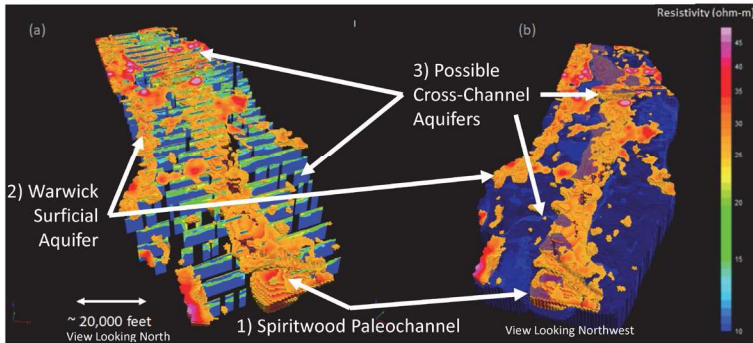 (a)
(b)
Resistivity (ohm-m)
45
40
35
30
25
20
15
10
3) Possible
Cross-Channel
Aquifers
2) Warwick
Surficial
Aquifer
1) Spiritwood Paleochannel
~ 20,000 feet
View Looking North
View Looking Northwest